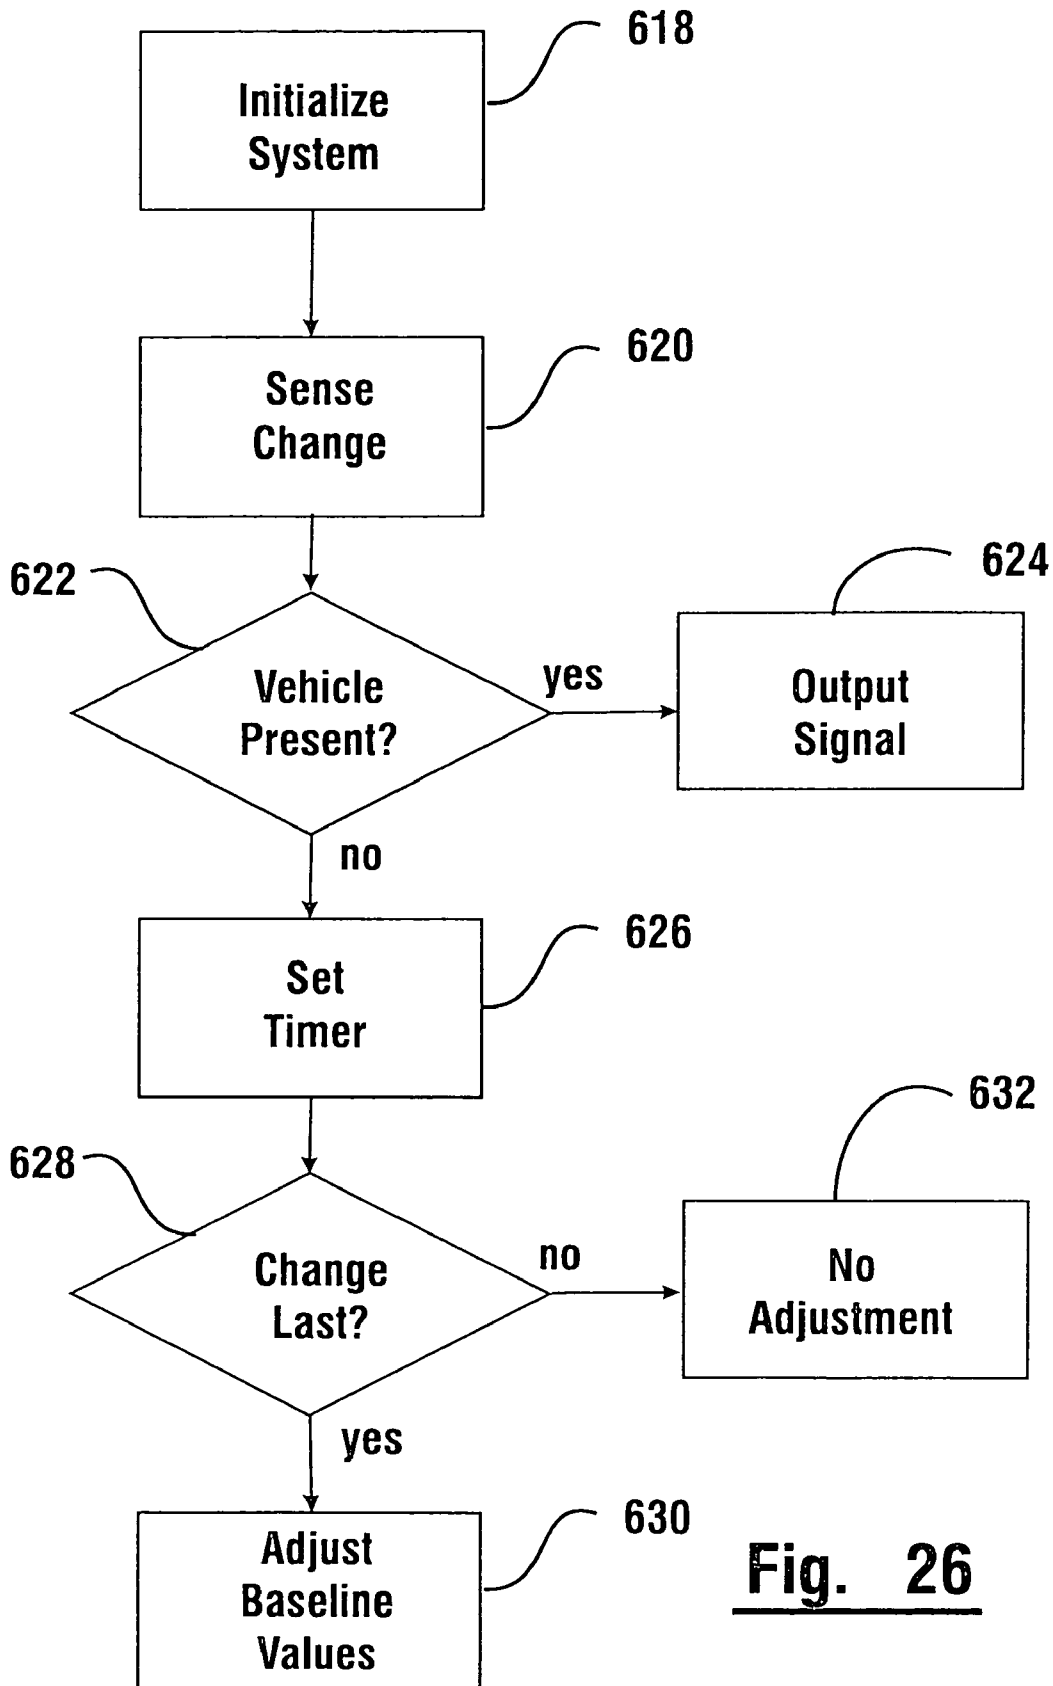 618
Initialize
System
620
Sense
Change
622
624
Vehicle
Present?
yes
Output
Signal
no
626
Set
Timer
632
628
Change
Last?
no
No
Adjustment
yes
630
Adjust
Baseline
Values
Fig. 26